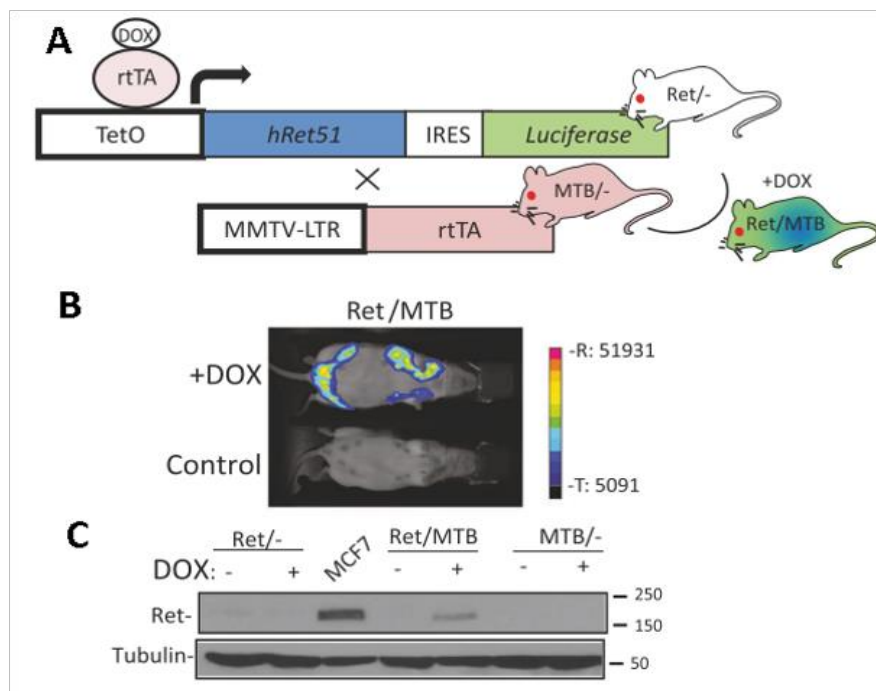 A
DOX
rtTA
TetO
hRet51
IRES
Luciferase
Ret/-
MMTV-LTR
rtTA
MTB/-
+DOX
Ret/MTB
B
Ret/MTB
+DOX
Control
-R: 51931
-T: 5091
C
Ret/-
MCF7
Ret/MTB
MTB/-
DOX: - + - + - +
Ret-
250
150
Tubulin-
50